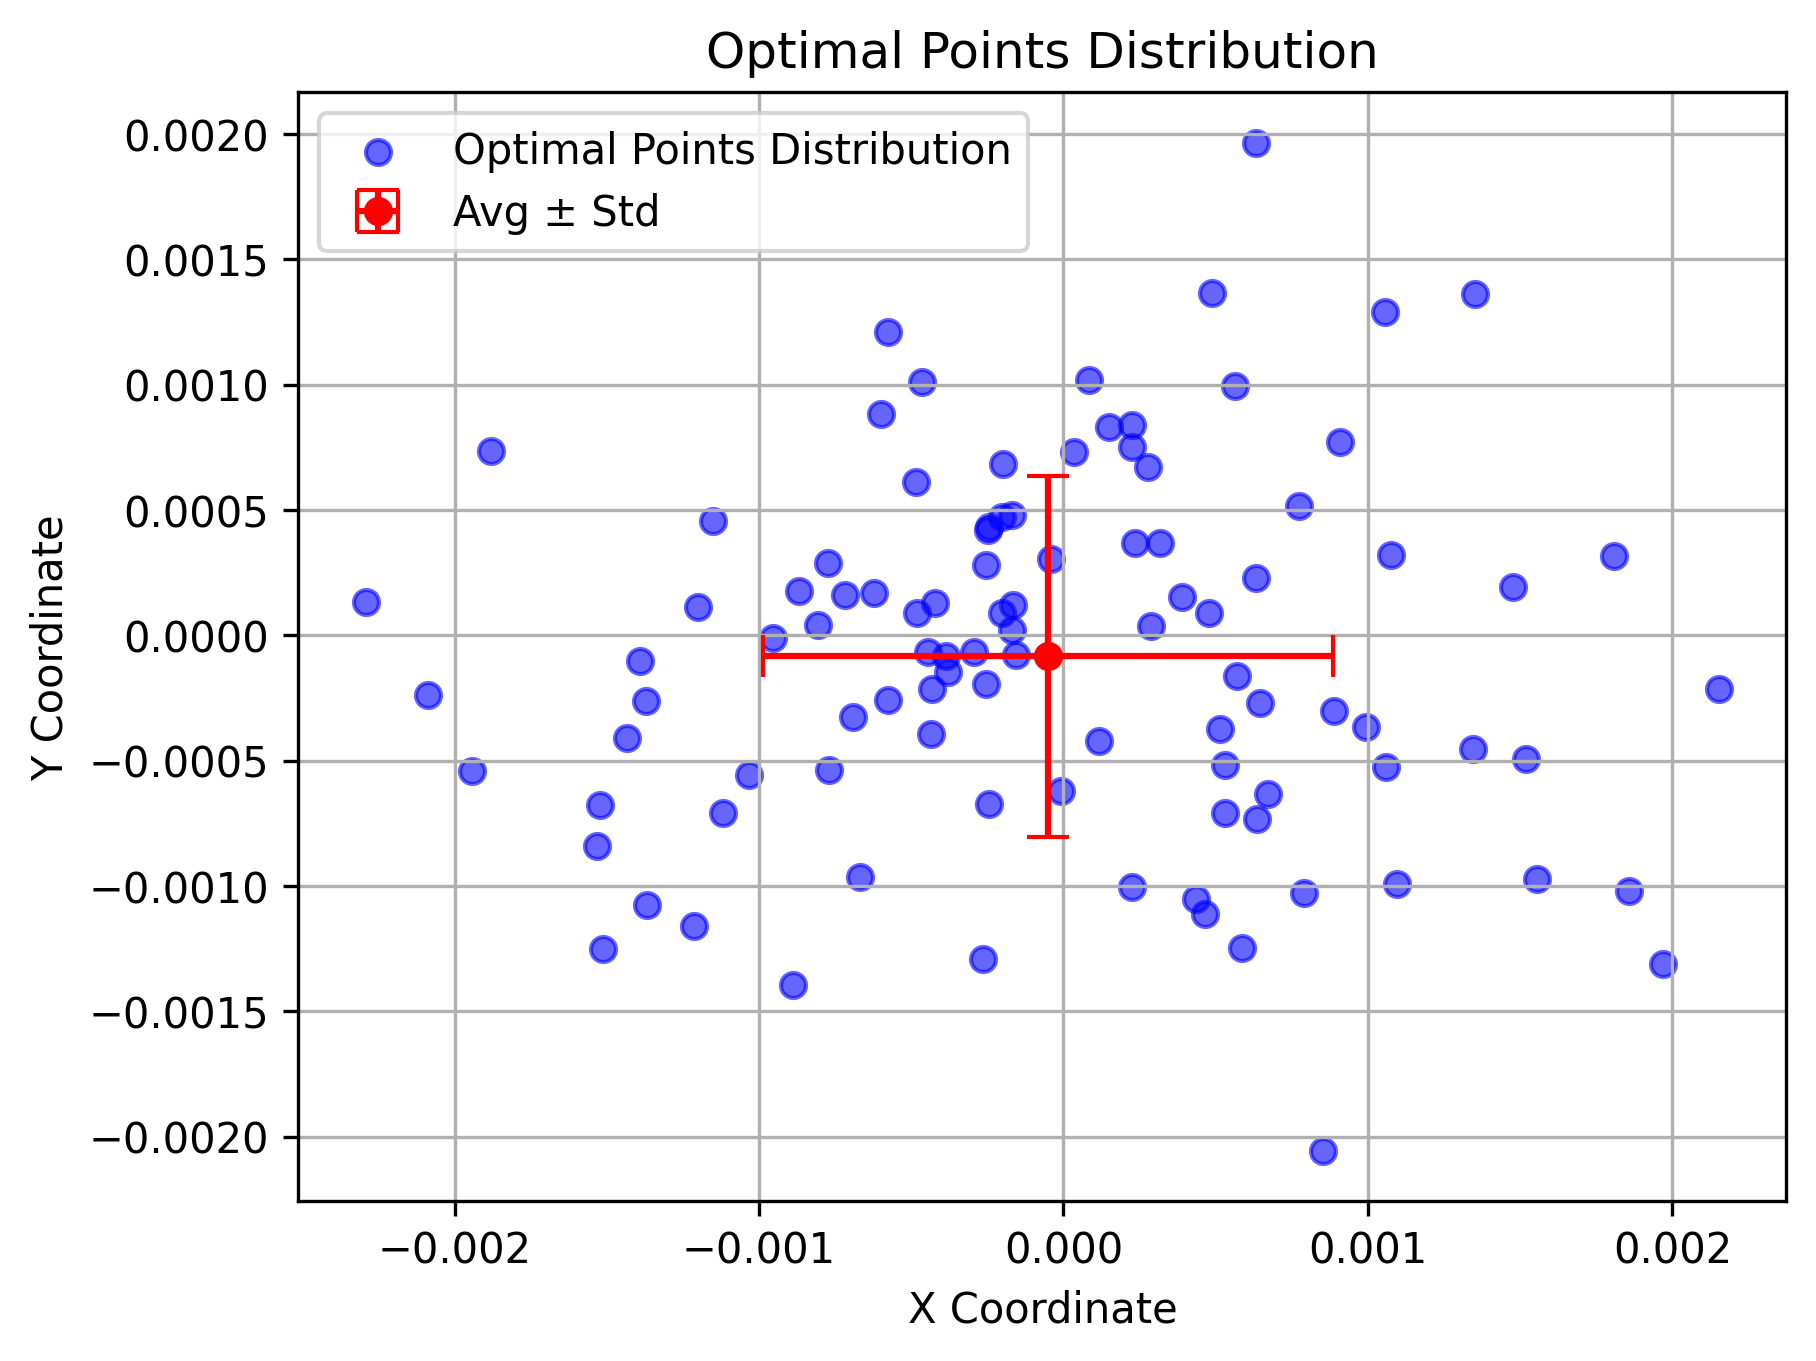 Optimal Points Distribution
Optimal Points Distribution
Avg ± Std
0.0020
0.0015
0.0010
0.0005
0.0000
−0.0005
−0.0010
−0.0015
−0.0020
Y Coordinate
−0.002 −0.001 0.000 0.001 0.002
X Coordinate